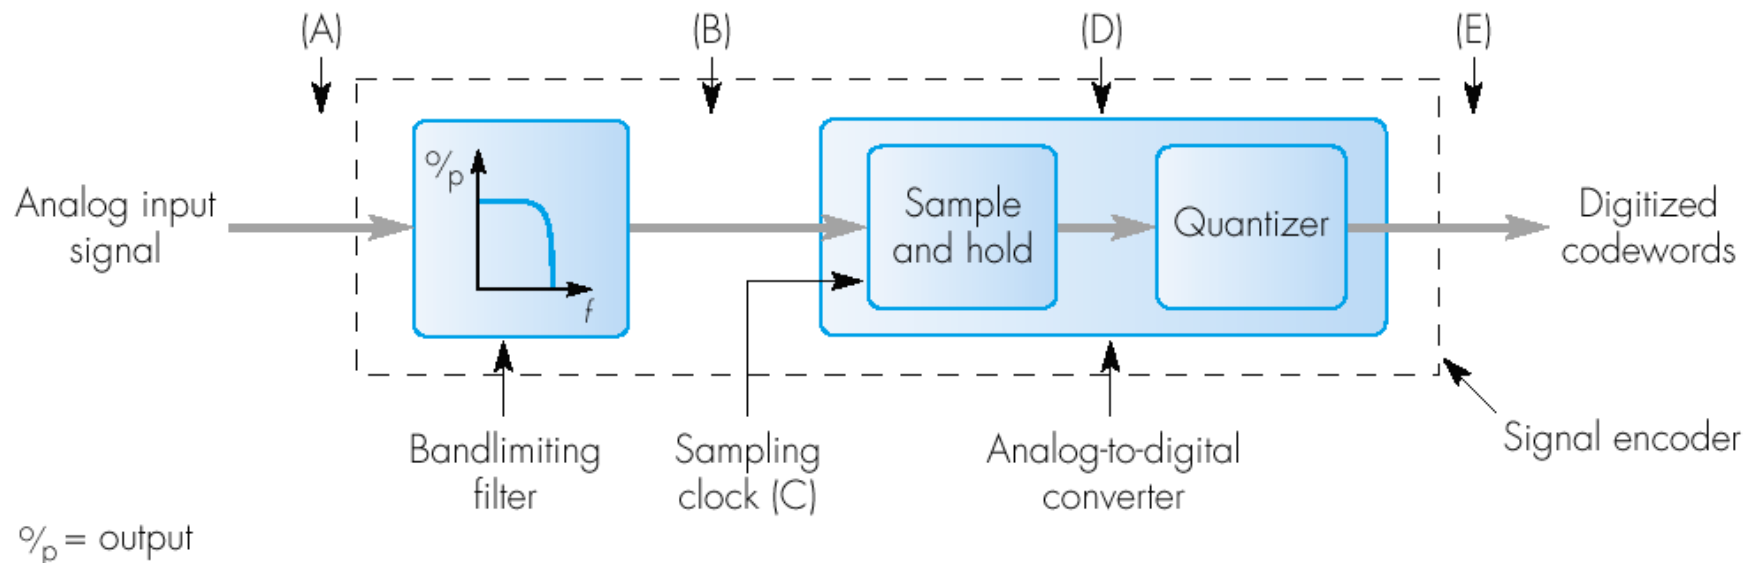 (A)
(B)
(D)
(E)
Analog input
signal
o/p
f
Sample
and hold
Quantizer
Digitized
codewords
Bandlimiting
filter
Sampling
clock (C)
Analog-to-digital
converter
Signal encoder
o/p = output